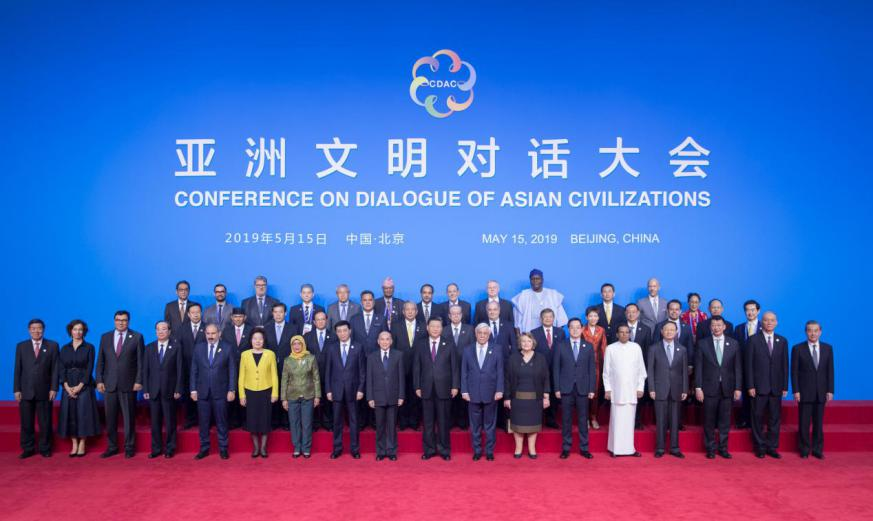 CDAC
亚洲文明对话大会
CONFERENCE ON DIALOGUE OF ASIAN CIVILIZATIONS
2019年5月15日 中国·北京 MAY 15, 2019 BEIJING, CHINA